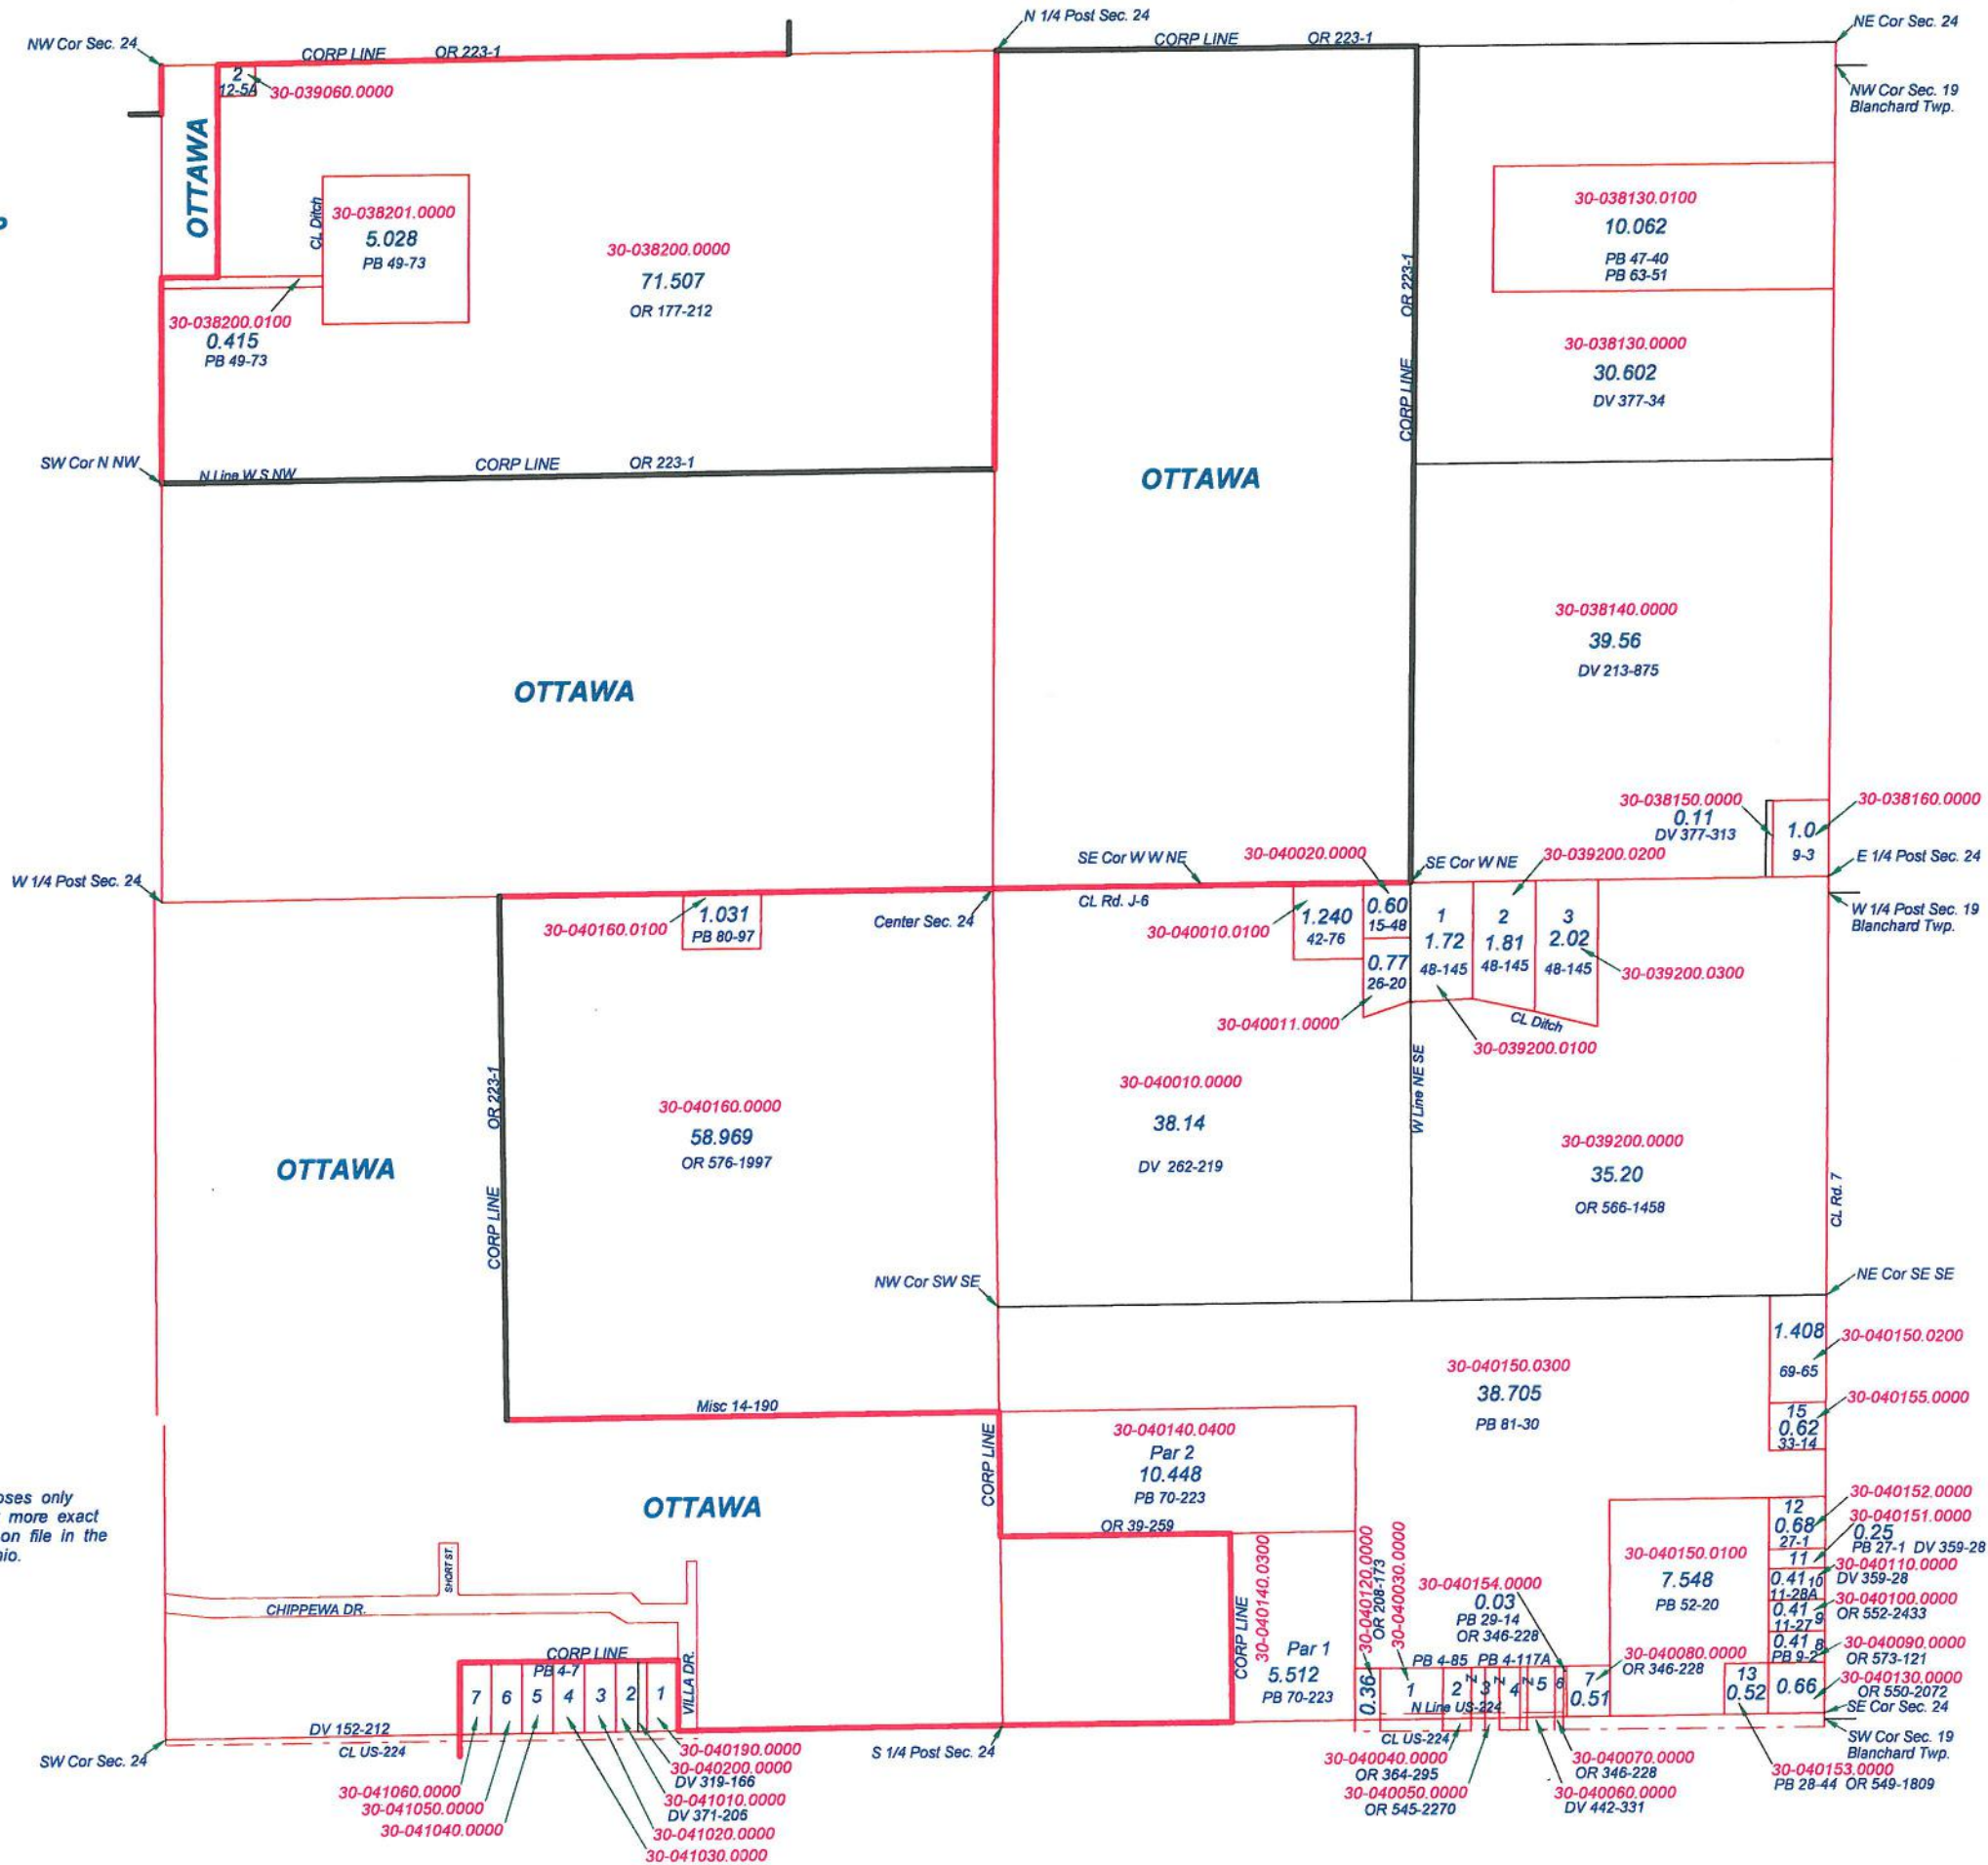 NW Cor Sec. 24
CORP LINE OR 223-1
N 1/4 Post Sec. 24
CORP LINE OR 223-1
NE Cor Sec. 24
NW Cor Sec. 19
Blanchard Twp.
2
12-5A
30-039060.0000
OTTAWA
CL Ditch
30-038201.0000
5.028
PB 49-73
30-038200.0000
71.507
OR 177-212
30-038200.0100
0.415
PB 49-73
CORP LINE OR 223-1
30-038130.0100
10.062
PB 47-40
PB 63-51
30-038130.0000
30.602
DV 377-34
SW Cor N NW
N Line W S NW
CORP LINE OR 223-1
OTTAWA
OTTAWA
30-038140.0000
39.56
DV 213-875
30-038150.0000
0.11
DV 377-313
1.0
9-3
30-038160.0000
W 1/4 Post Sec. 24
SE Cor W W NE
30-040020.0000
SE Cor W NE
30-039200.0200
E 1/4 Post Sec. 24
W 1/4 Post Sec. 19
Blanchard Twp.
30-040160.0100
1.031
PB 80-97
Center Sec. 24
CL Rd. J-6
30-040010.0100
1.240
42-76
0.60
15-48
0.77
26-20
30-040011.0000
1
1.72
48-145
2
1.81
48-145
3
2.02
48-145
30-039200.0300
CL Ditch
30-039200.0100
OTTAWA
CORP LINE OR 223-1
30-040160.0000
58.969
OR 576-1997
30-040010.0000
38.14
DV 262-219
W Line NE SE
30-039200.0000
35.20
OR 566-1458
CL Rd. 7
NW Cor SW SE
NE Cor SE SE
1.408
69-65
30-040150.0200
30-040150.0300
38.705
PB 81-30
15
0.62
33-14
30-040155.0000
Misc 14-190
CORP LINE
30-040140.0400
Par 2
10.448
PB 70-223
OR 39-259
oses only
more exact
on file in the
io.
OTTAWA
SHORT ST.
CHIPPEWA DR.
VILLA DR.
CORP LINE
PB 4-7
7 6 5 4 3 2 1
DV 152-212
CL US-224
SW Cor Sec. 24
S 1/4 Post Sec. 24
30-040190.0000
30-040200.0000
DV 319-166
30-041010.0000
DV 371-206
30-041020.0000
30-041030.0000
30-041060.0000
30-041050.0000
30-041040.0000
CORP LINE
30-040140.0300
Par 1
5.512
PB 70-223
30-040120.0000
OR 208-173
30-040030.0000
0.36
30-040154.0000
0.03
PB 29-14
OR 346-228
PB 4-85 PB 4-117A
1 2 N 3 N 4 N 5 6
N Line US-224
CL US-224
7
0.51
30-040080.0000
OR 346-228
30-040150.0100
7.548
PB 52-20
12
0.68
27-1
30-040152.0000
30-040151.0000
0.25
PB 27-1 DV 359-28
11
30-040110.0000
DV 359-28
0.41 10
11-28A
30-040100.0000
OR 552-2433
0.41 9
11-27
30-040090.0000
OR 573-121
0.41 8
PB 9-2
30-040130.0000
OR 550-2072
13
0.52
0.66
SE Cor Sec. 24
SW Cor Sec. 19
Blanchard Twp.
30-040153.0000
PB 28-44 OR 549-1809
30-040040.0000
OR 364-295
30-040050.0000
OR 545-2270
30-040070.0000
OR 346-228
30-040060.0000
DV 442-331